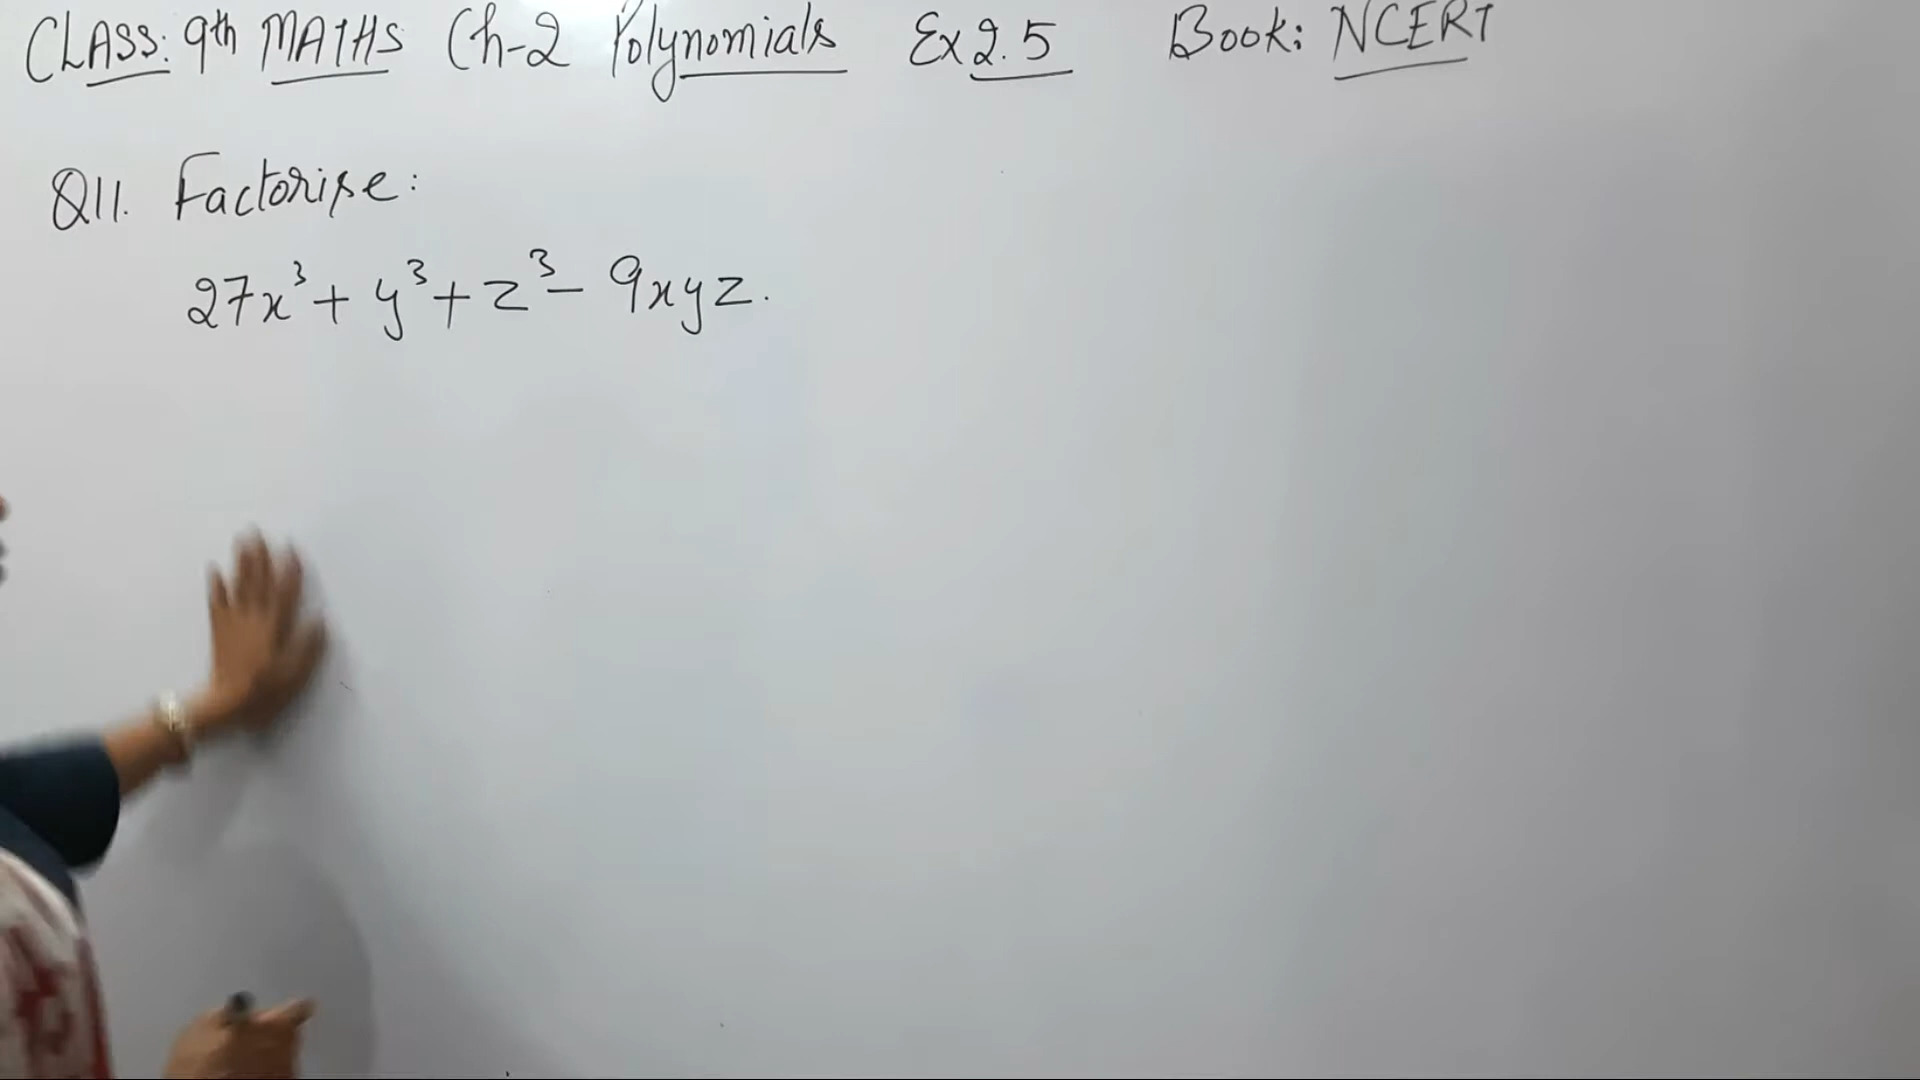 CLASS: 9th MATHS Ch-2 Polynomials Ex 2.5 Book: NCERT
Q11. Factorise:
27x³ + y³ + z³ - 9xyz.